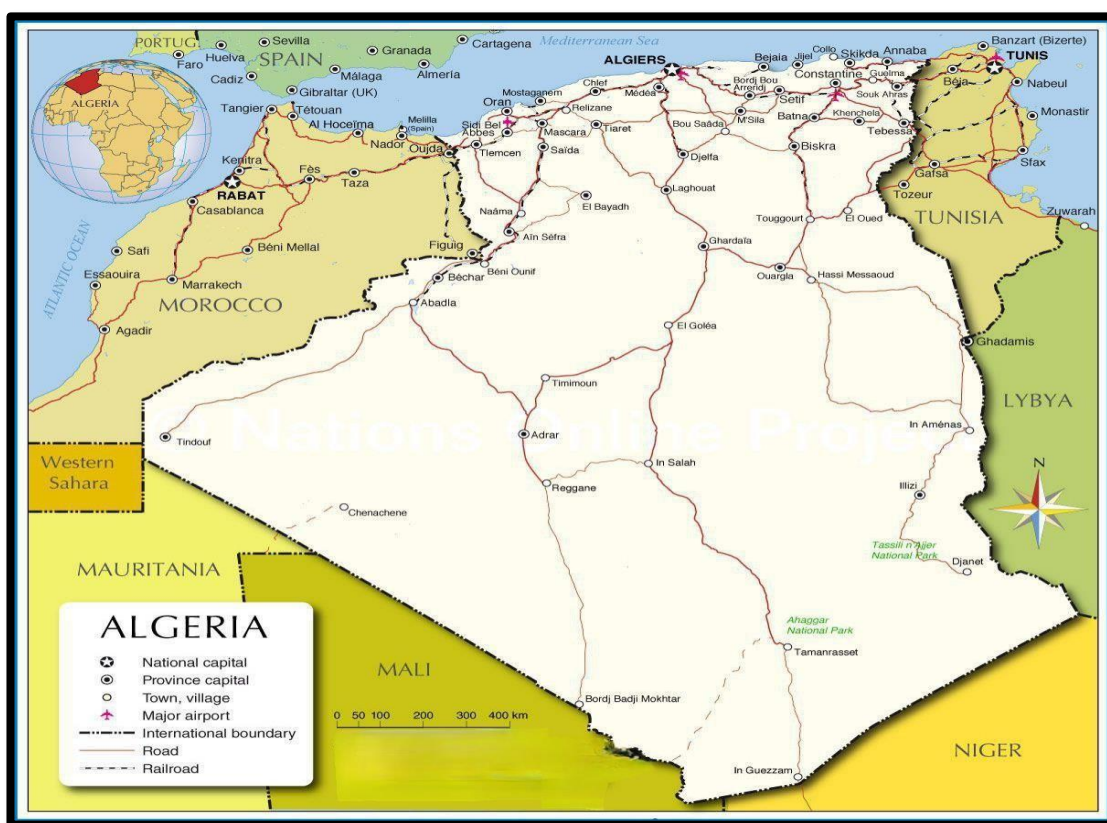 PORTUG.
Faro
Huelva
Sevilla
Cadiz
SPAIN
Granada
Málaga
Almería
Cartagena
Gibraltar (UK)
Mediterranean Sea
ALGERIA
Tangier
Tétouan
Al Hoceïma
Melilla
(Spain)
Nador
Oujda
Kenitra
RABAT
Fès
Taza
Casablanca
Safi
Béni Mellal
Essaouira
Marrakech
Agadir
MOROCCO
ATLANTIC OCEAN
Figuig
ALGIERS
Mostaganem
Oran
Sidi Bel
Abbes
Tlemcen
Mascara
Saïda
Chlef
Relizane
Tiaret
Médéa
Bou Saâda
Bejaia
Jijel
Collo
Skikda
Annaba
Constantine
Guelma
Souk Ahras
Bordj Bou
Arreridj
Setif
M'Sila
Batna
Khenchela
Tebessa
Biskra
Djelfa
Laghouat
El Bayadh
Naâma
Aïn Séfra
Béni Ounif
Béchar
Abadla
Touggourt
El Oued
Ghardaïa
Ouargla
Hassi Messaoud
Banzart (Bizerte)
TUNIS
Béja
Nabeul
Monastir
Sfax
Gafsa
Tozeur
TUNISIA
Zuwarah
El Goléa
Ghadamis
Timimoun
LYBYA
Tindouf
Adrar
© Nations Online Project
In Aménas
Western
Sahara
In Salah
Reggane
Illizi
N
Chenachene
Tassili n'Ajjer
National Park
Djanet
MAURITANIA
Ahaggar
National Park
Tamanrasset
MALI
Bordj Badji Mokhtar
0 50 100 200 300 400 km
NIGER
In Guezzam
ALGERIA
National capital
Province capital
Town, village
Major airport
International boundary
Road
Railroad